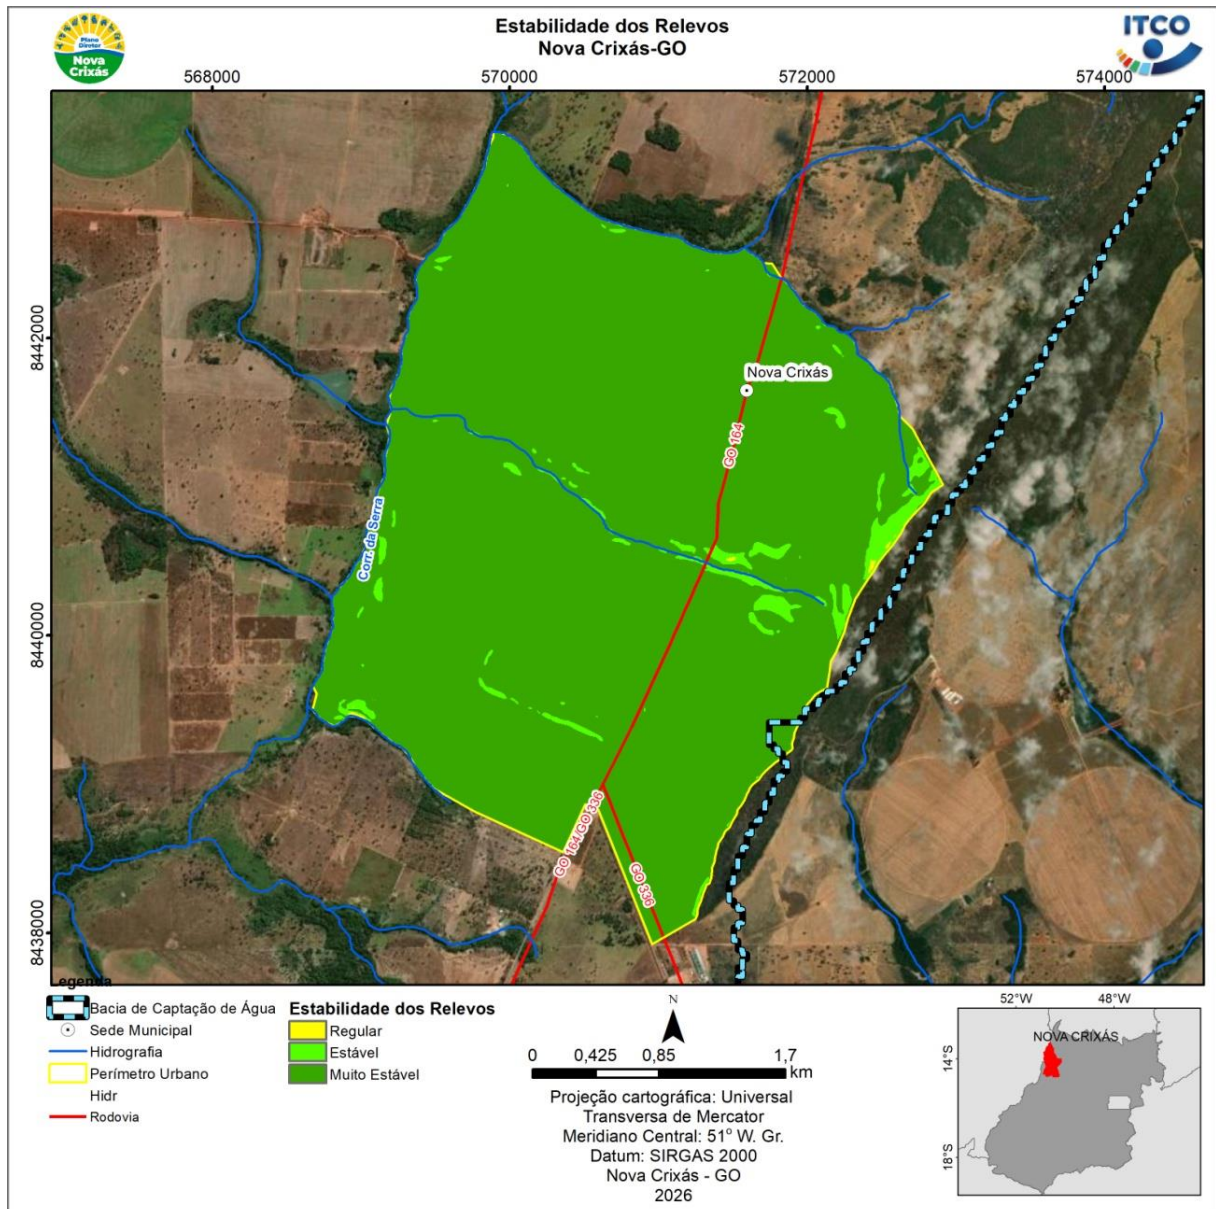 Estabilidade dos Relevos
Nova Crixás-GO
Plano
Diretor
Nova
Crixás
ITCO
568000
570000
572000
574000
8442000
8440000
8438000
Nova Crixás
GO 164
Corr. da Serra
GO 164/GO 336
GO 336
egenda
Bacia de Captação de Água
Sede Municipal
Hidrografia
Perímetro Urbano
Hidr
Rodovia
Estabilidade dos Relevos
Regular
Estável
Muito Estável
N
0 0,425 0,85 1,7
km
Projeção cartográfica: Universal
Transversa de Mercator
Meridiano Central: 51° W. Gr.
Datum: SIRGAS 2000
Nova Crixás - GO
2026
52°W 48°W
NOVA CRIXÁS
14°S
18°S